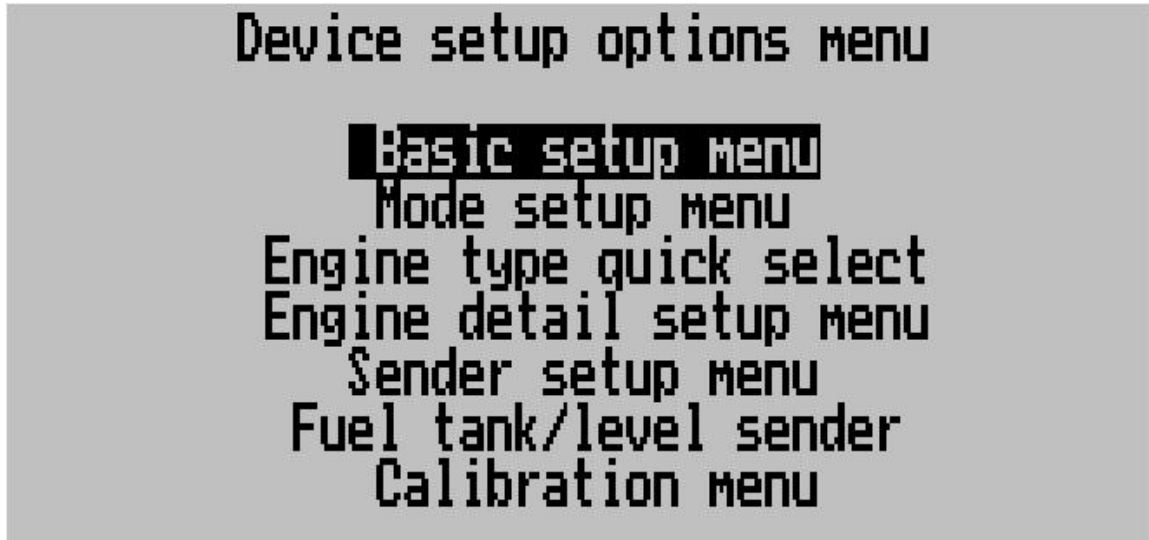 Device setup options menu
Basic setup menu
Mode setup menu
Engine type quick select
Engine detail setup menu
Sender setup menu
Fuel tank/level sender
Calibration menu